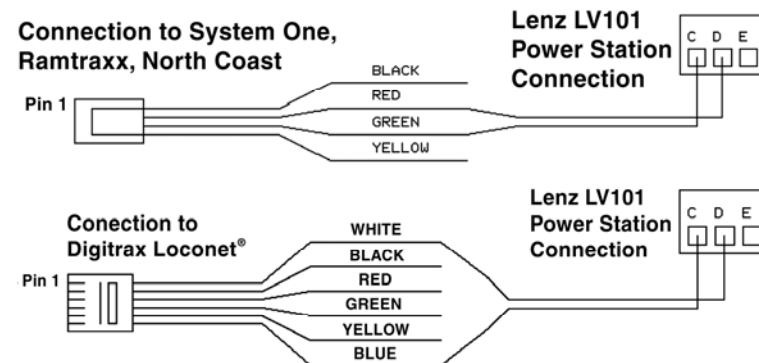 Connection to System One,
Ramtraxx, North Coast
Pin 1
BLACK
RED
GREEN
YELLOW
Lenz LV101
Power Station
Connection
C D E
Conection to
Digitrax Loconet®
Pin 1
WHITE
BLACK
RED
GREEN
YELLOW
BLUE
Lenz LV101
Power Station
Connection
C D E